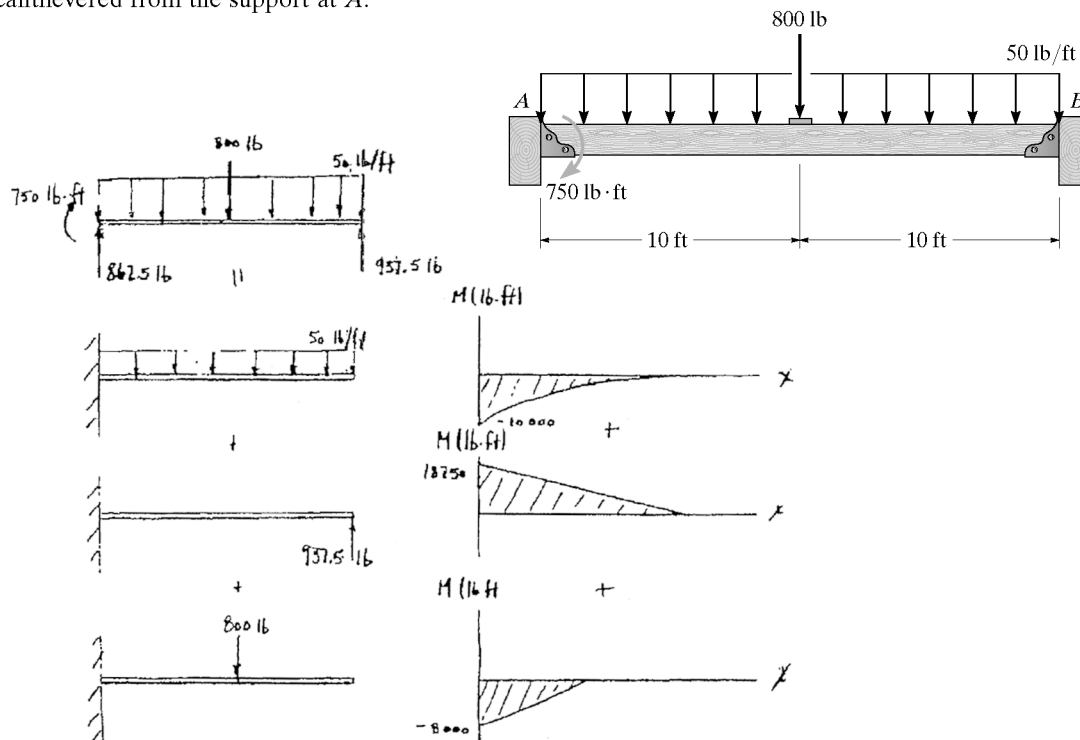 cantilevered from the support at A.
800 lb
50 lb/ft
A
B
750 lb·ft
10 ft
10 ft
800 lb
50 lb/ft
750 lb·ft
862.5 lb
937.5 lb
M(lb·ft)
50 lb/ft
x
-10000
+
+
M(lb·ft)
18750
x
937.5 lb
+
M(lb ft
+
800 lb
x
-8000